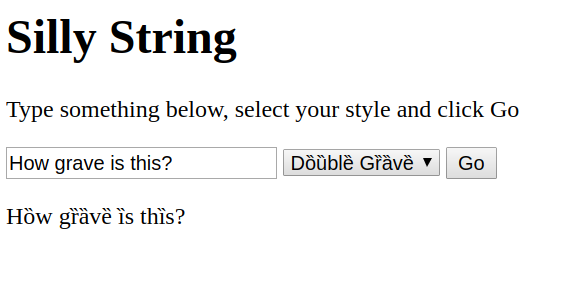 Silly String
Type something below, select your style and click Go
How grave is this? Dȍȕblȅ Gȑȁvȅ ▼ Go
Hȍw gȑȁvȅ ȉs thȉs?